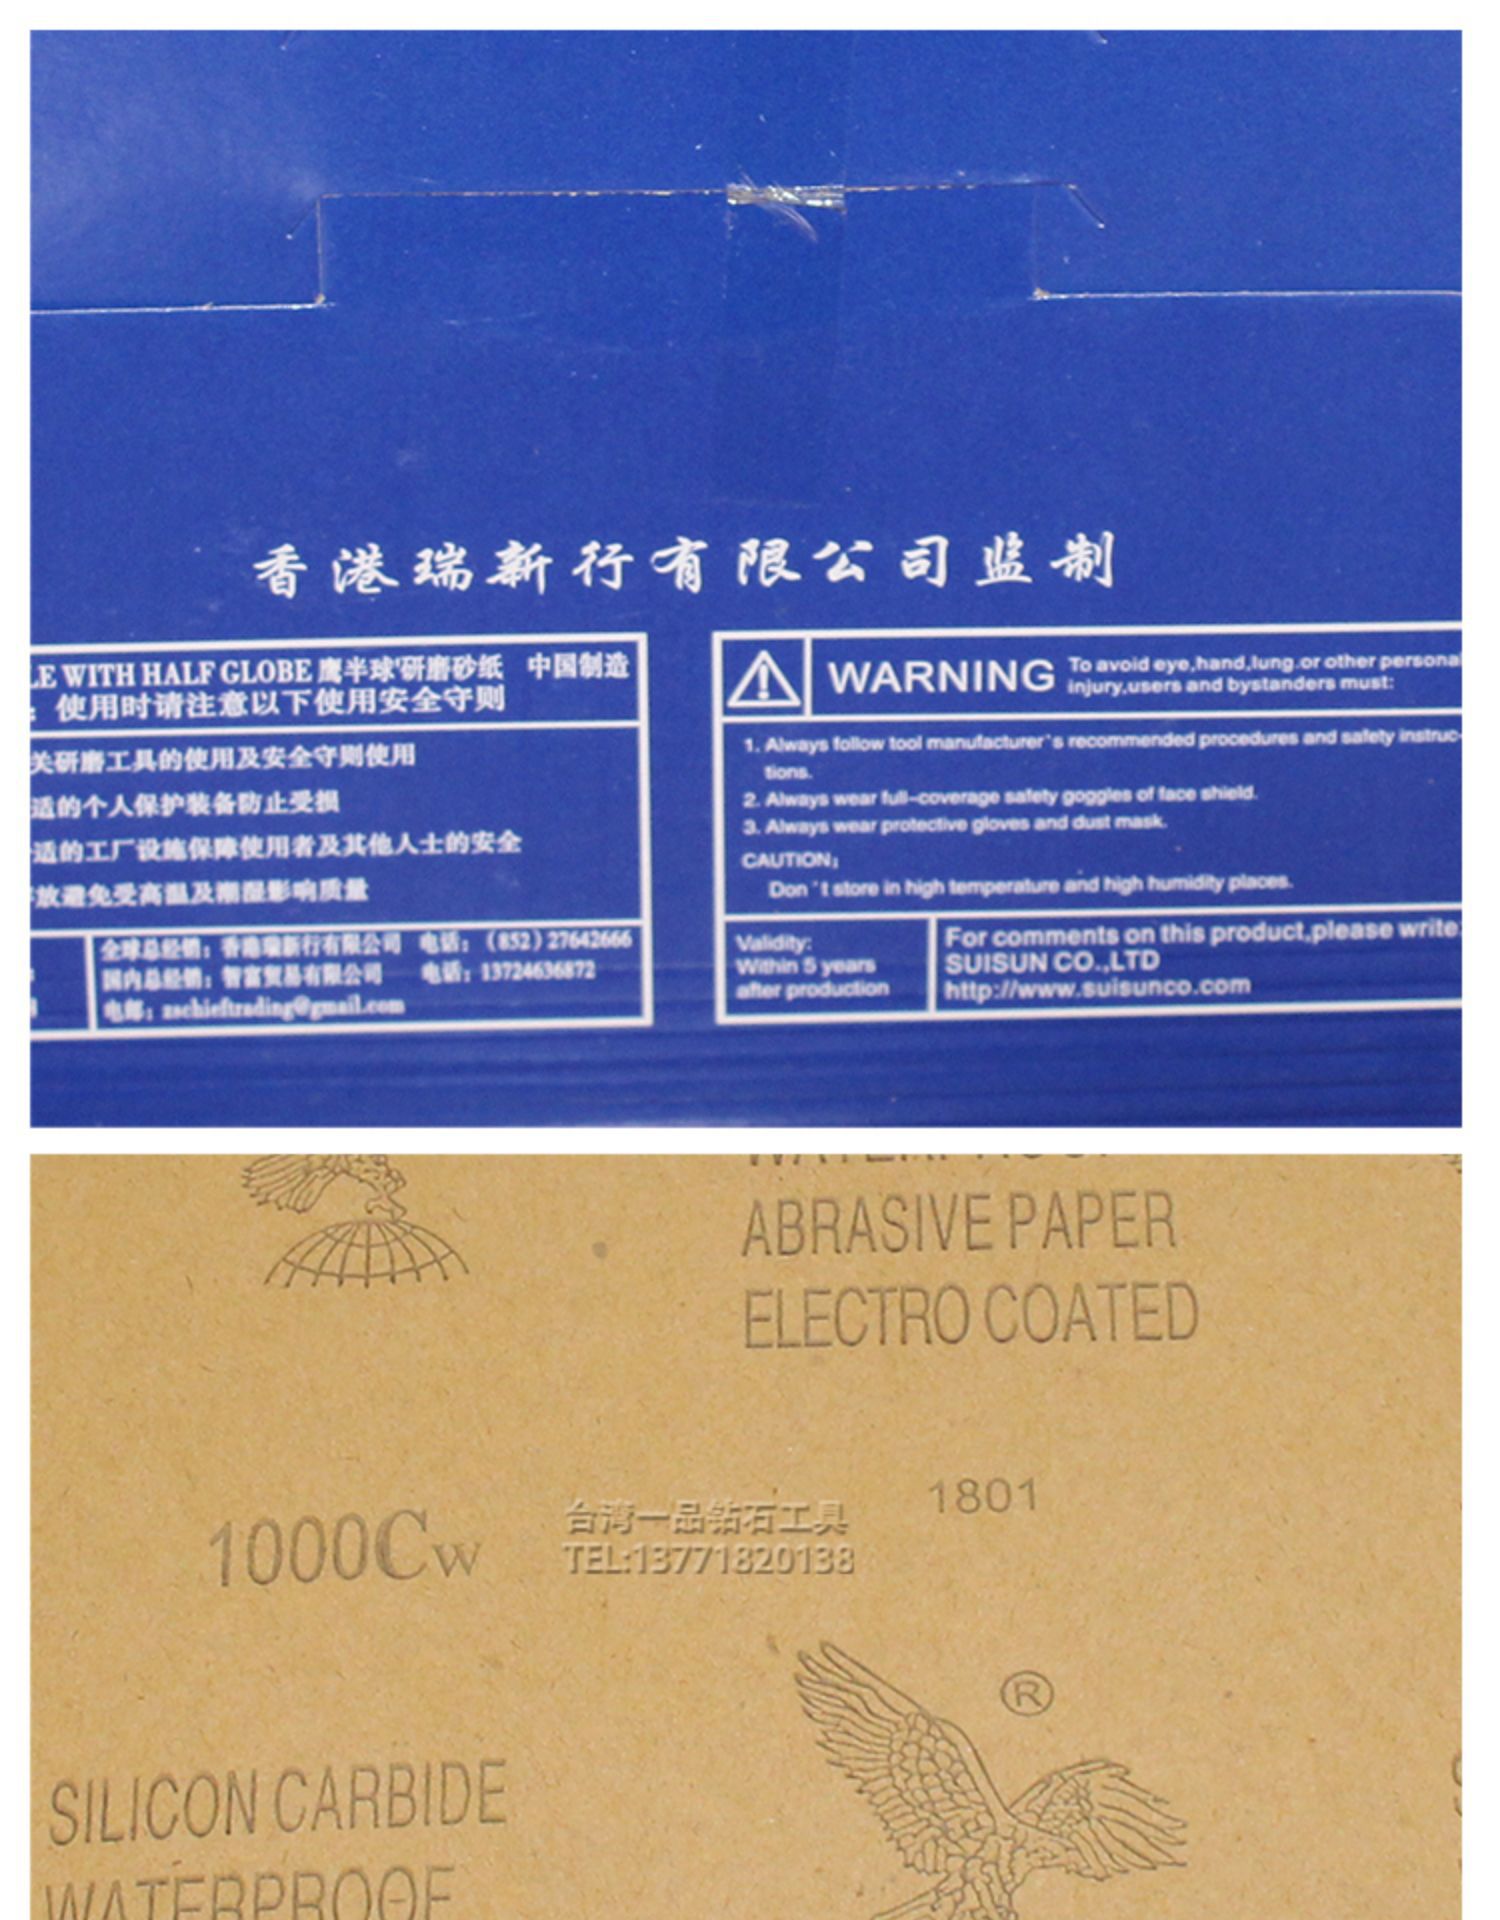 香港瑞新行有限公司监制
LE WITH HALF GLOBE 鹰半球'研磨砂纸 中国制造
：使用时请注意以下使用安全守则
关研磨工具的使用及安全守则使用
适的个人保护装备防止受损
适的工厂设施保障使用者及其他人士的安全
放避免受高温及潮湿影响质量
全球总经销：香港瑞新行有限公司 电话：（852）27642666
国内总经销：智富贸易有限公司 电话：13724636872
电邮：zschieftrading@gmail.com
WARNING
To avoid eye,hand,lung.or other personal
injury,users and bystanders must:
1. Always follow tool manufacturer's recommended procedures and safety instruc-
tions.
2. Always wear full-coverage safety goggles of face shield.
3. Always wear protective gloves and dust mask.
CAUTION;
Don't store in high temperature and high humidity places.
Validity:
Within 5 years
after production
For comments on this product,please write:
SUISUN CO.,LTD
http://www.suisunco.com
WATERPROOF
ABRASIVE PAPER
ELECTRO COATED
1000Cw
台湾一品钻石工具
TEL:13771820138
1801
®
SILICON CARBIDE
WATERPROOF